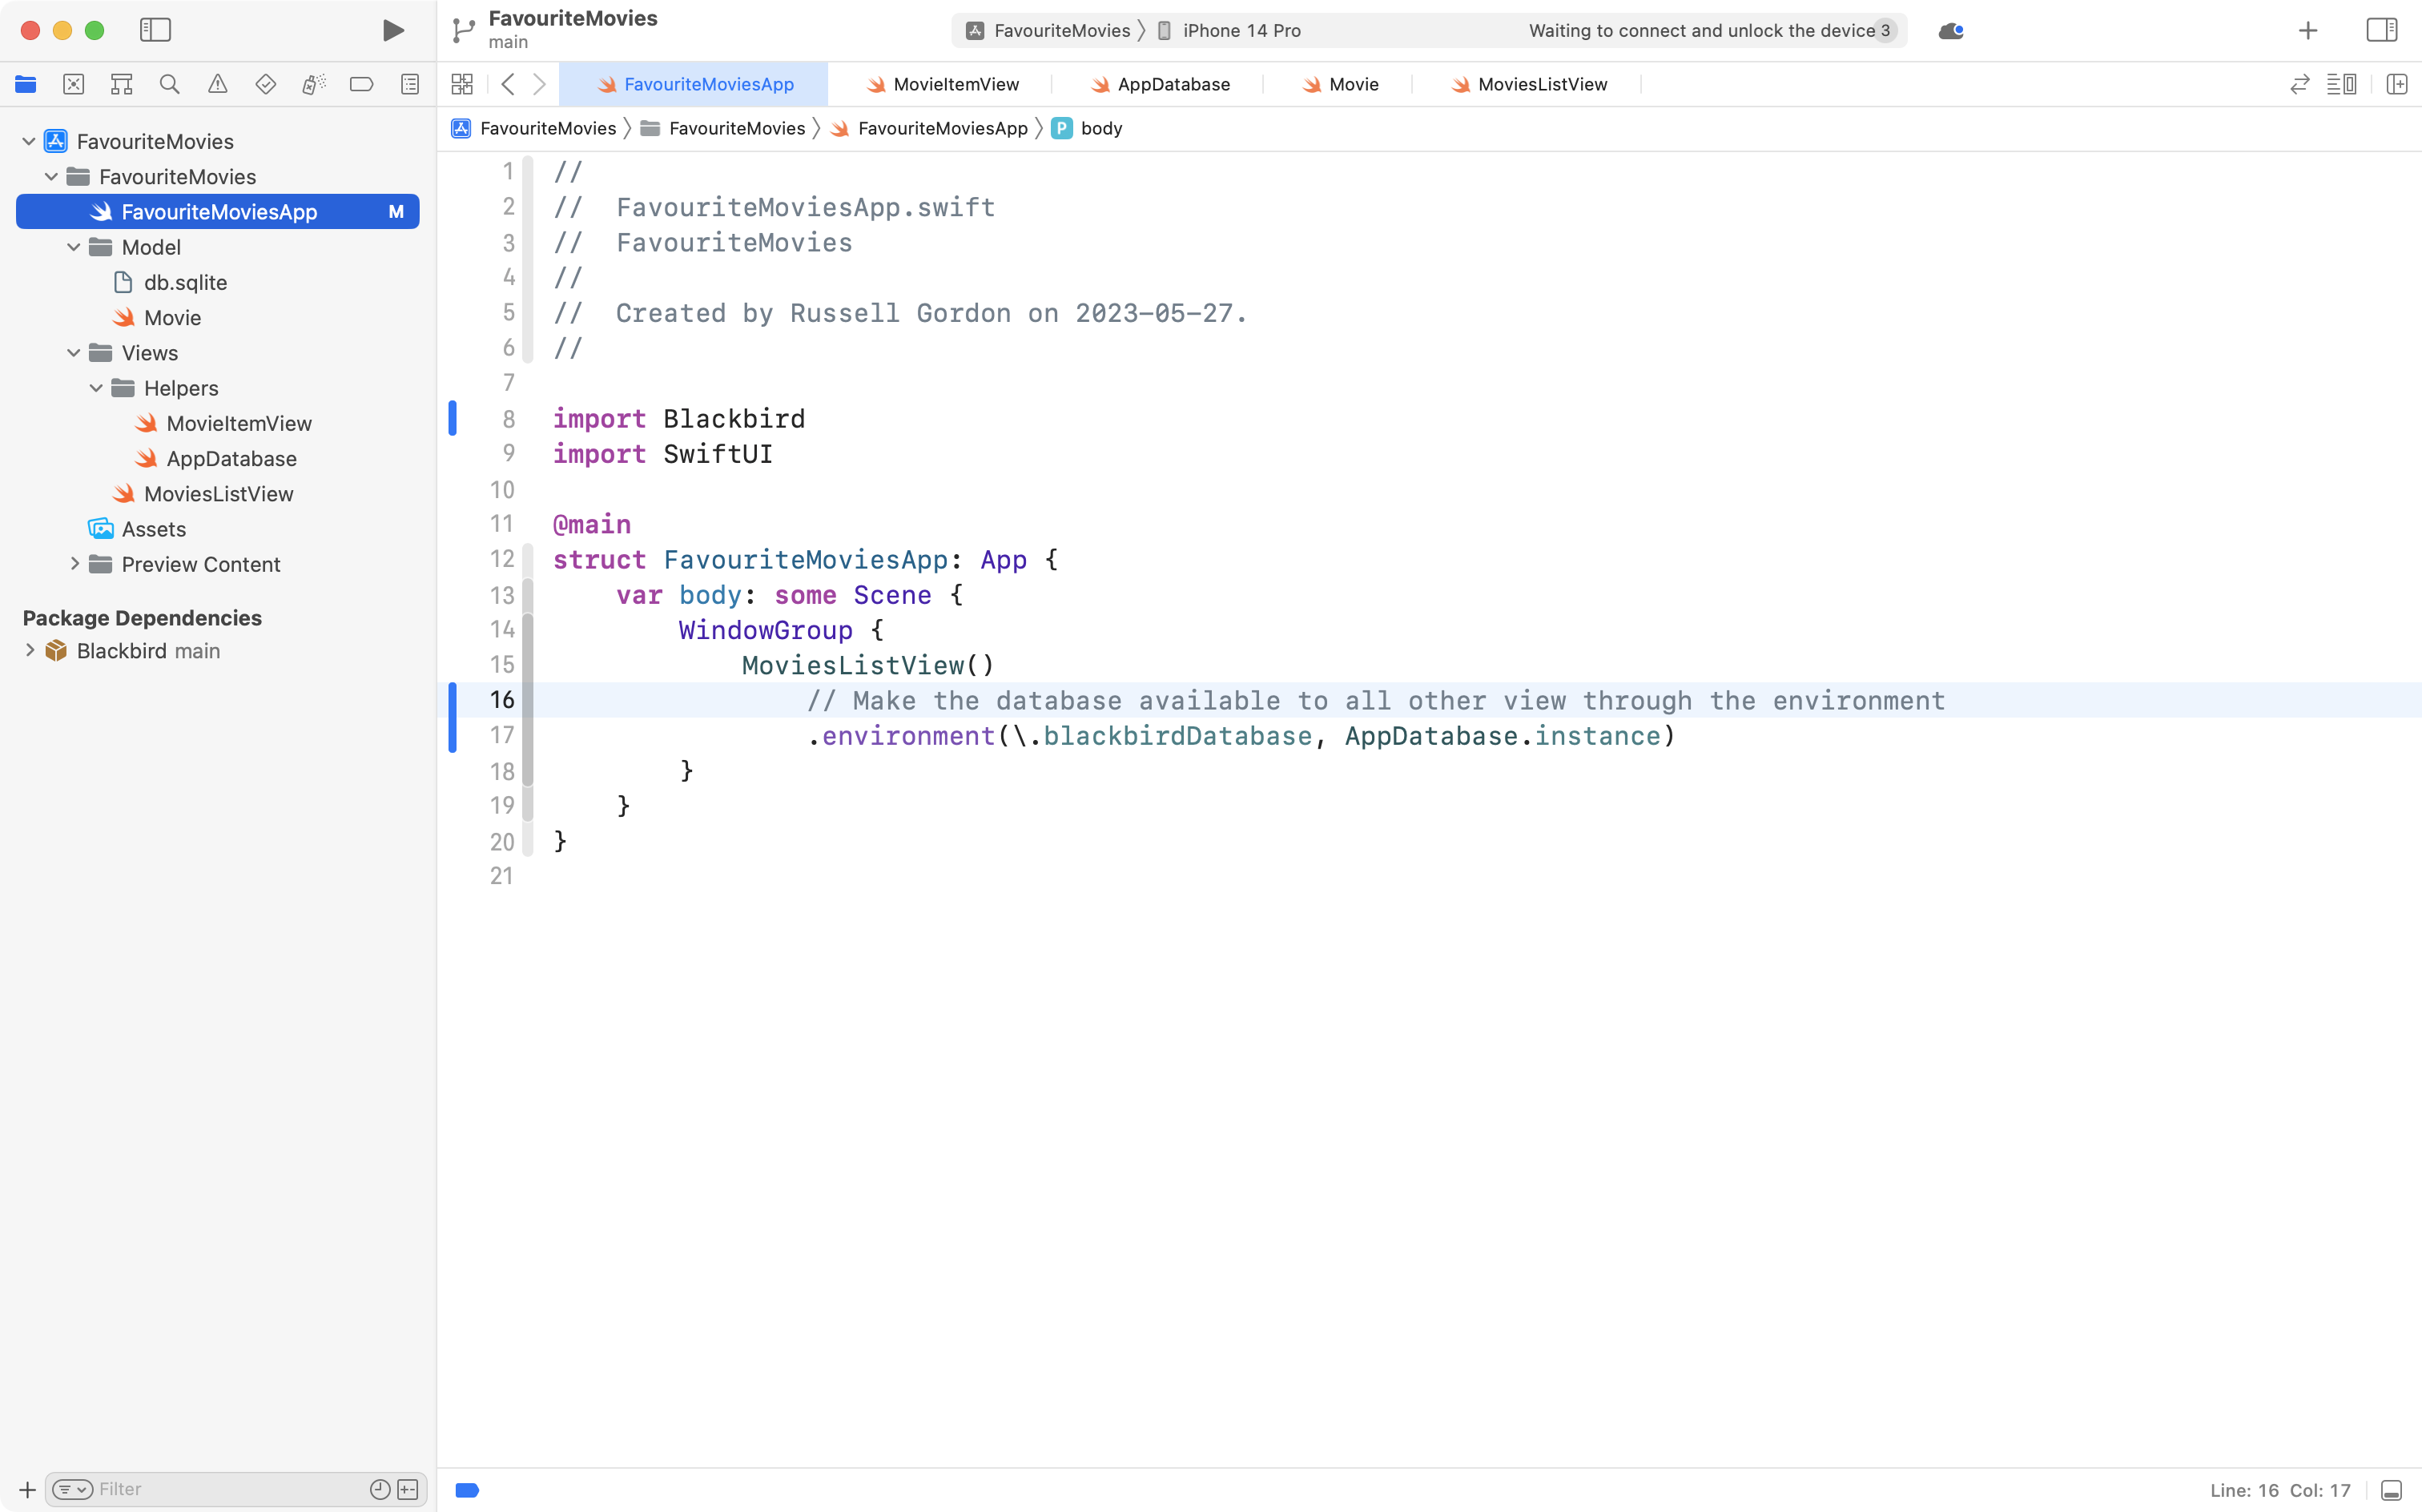 FavouriteMovies
main
FavouriteMovies
iPhone 14 Pro
Waiting to connect and unlock the device 3
FavouriteMoviesApp
MovieItemView
AppDatabase
Movie
MoviesListView
FavouriteMovies
FavouriteMovies
FavouriteMoviesApp
P body
FavouriteMovies
FavouriteMovies
FavouriteMoviesApp M
Model
db.sqlite
Movie
Views
Helpers
MovieItemView
AppDatabase
MoviesListView
Assets
Preview Content
Package Dependencies
Blackbird main
Filter
1 //
2 //  FavouriteMoviesApp.swift
3 //  FavouriteMovies
4 //
5 //  Created by Russell Gordon on 2023-05-27.
6 //
7
8 import Blackbird
9 import SwiftUI
10
11 @main
12 struct FavouriteMoviesApp: App {
13     var body: some Scene {
14         WindowGroup {
15             MoviesListView()
16                 // Make the database available to all other view through the environment
17                 .environment(\.blackbirdDatabase, AppDatabase.instance)
18         }
19     }
20 }
21
Line: 16 Col: 17